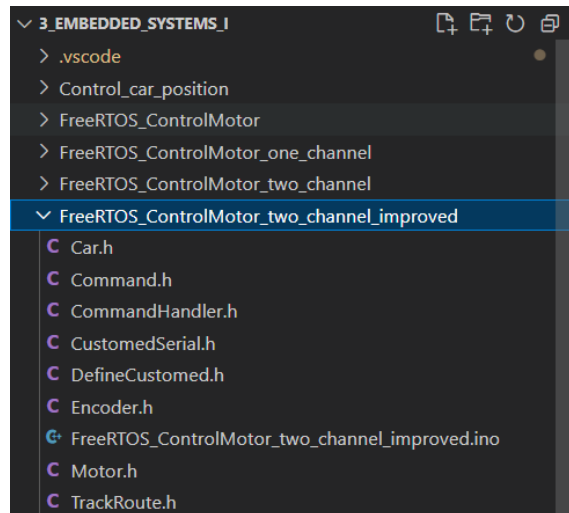 3_EMBEDDED_SYSTEMS_I
.vscode
Control_car_position
FreeRTOS_ControlMotor
FreeRTOS_ControlMotor_one_channel
FreeRTOS_ControlMotor_two_channel
FreeRTOS_ControlMotor_two_channel_improved
C Car.h
C Command.h
C CommandHandler.h
C CustomedSerial.h
C DefineCustomed.h
C Encoder.h
FreeRTOS_ControlMotor_two_channel_improved.ino
C Motor.h
C TrackRoute.h